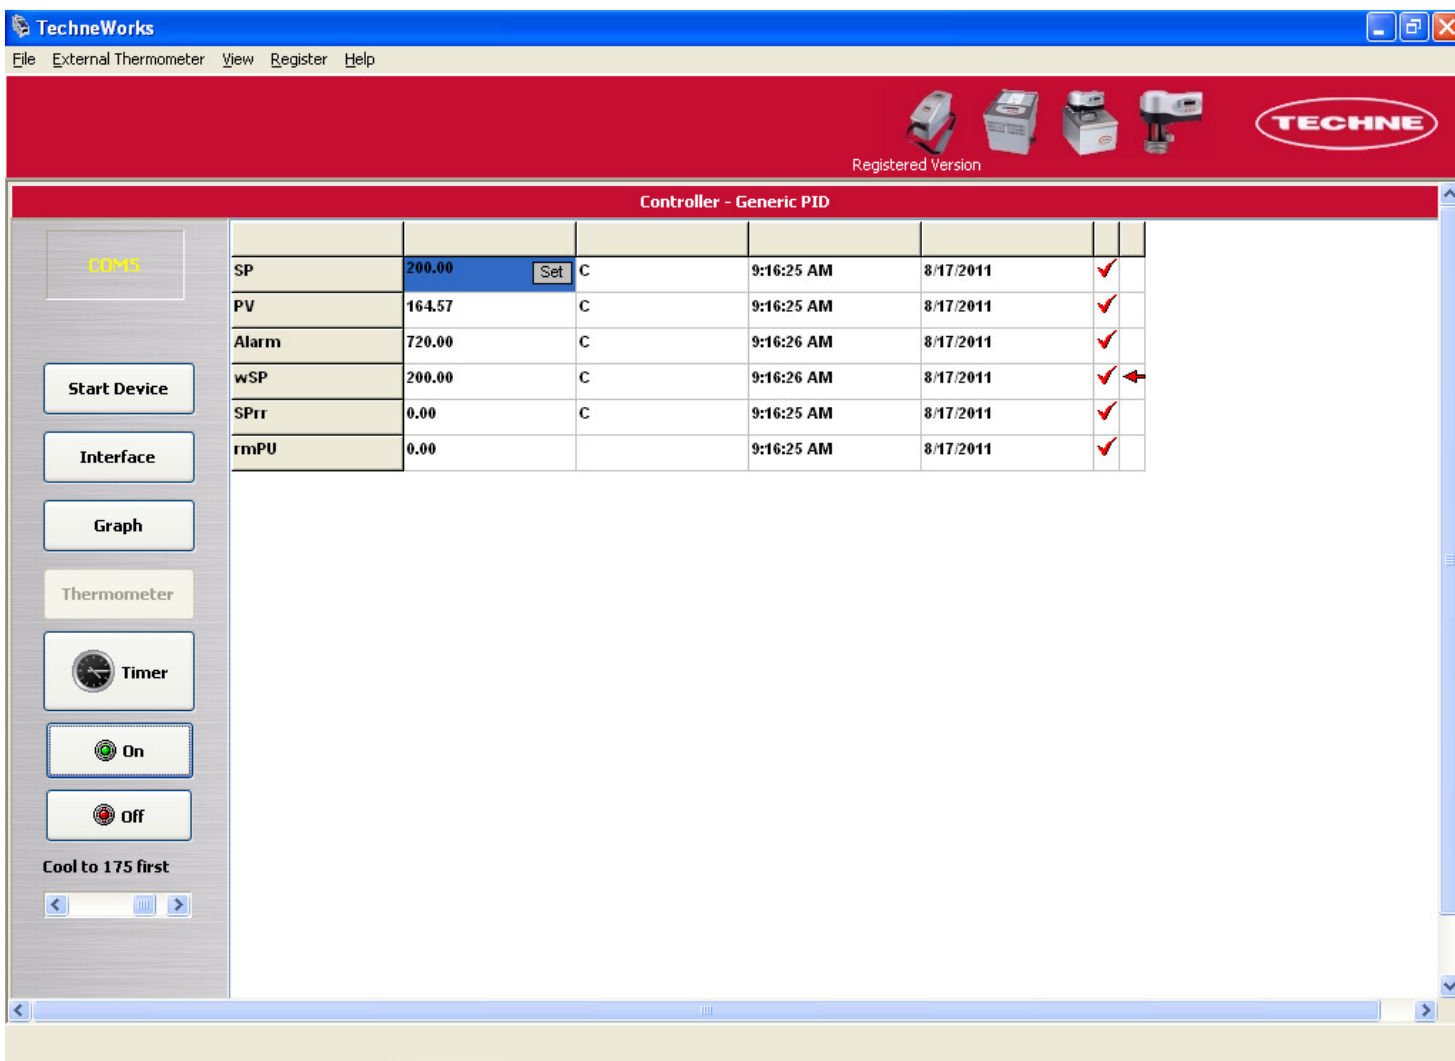 TechneWorks
File External Thermometer View Register Help
TECHNE
Registered Version
Controller - Generic PID
COM5
SP 200.00 Set C 9:16:25 AM 8/17/2011
PV 164.57 C 9:16:25 AM 8/17/2011
Alarm 720.00 C 9:16:26 AM 8/17/2011
wSP 200.00 C 9:16:26 AM 8/17/2011
SPrr 0.00 C 9:16:25 AM 8/17/2011
rmPU 0.00 9:16:25 AM 8/17/2011
Start Device
Interface
Graph
Thermometer
Timer
On
Off
Cool to 175 first